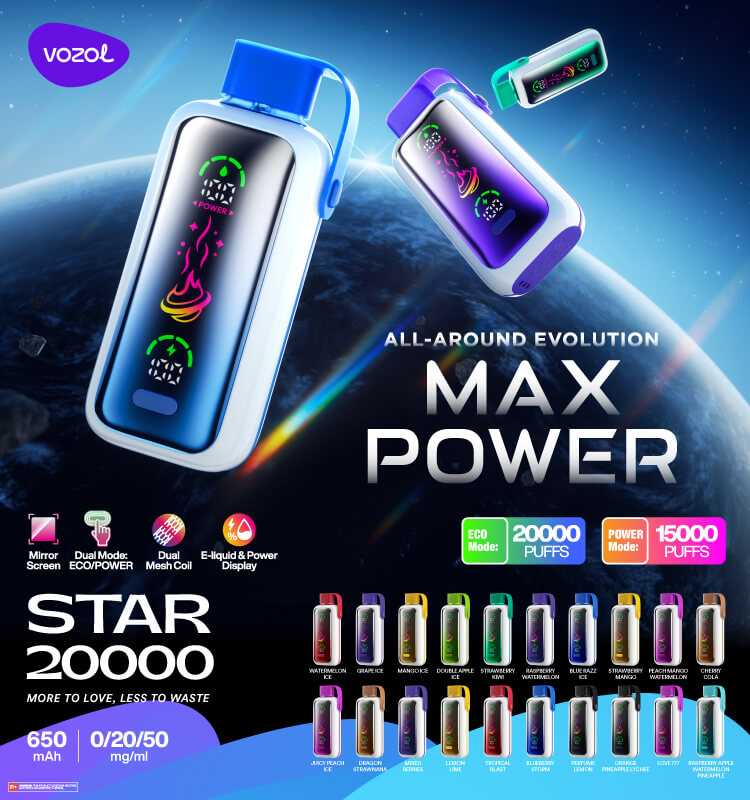 VOZOL
POWER
ALL-AROUND EVOLUTION
MAX
POWER
Mirror
Screen
Dual Mode:
ECO/POWER
Dual
Mesh Coil
E-liquid & Power
Display
ECO
Mode:
20000
PUFFS
POWER
Mode:
15000
PUFFS
STAR
20000
MORE TO LOVE, LESS TO WASTE
650
mAh
0/20/50
mg/ml
WATERMELON
ICE
GRAPE ICE
MANGO ICE
DOUBLE APPLE
ICE
STRAWBERRY
KIWI
RASPBERRY
WATERMELON
BLUE RAZZ
ICE
STRAWBERRY
MANGO
PEACH MANGO
WATERMELON
CHERRY
COLA
JUICY PEACH
ICE
DRAGON
STRAWNANA
MIXED
BERRIES
LEMON
LIME
TROPICAL
BLAST
BLUEBERRY
STORM
PERFUME
LEMON
ORANGE
PINEAPPLE LYCHEE
LOVE 777
RASPBERRY APPLE
WATERMELON
PINEAPPLE
21+